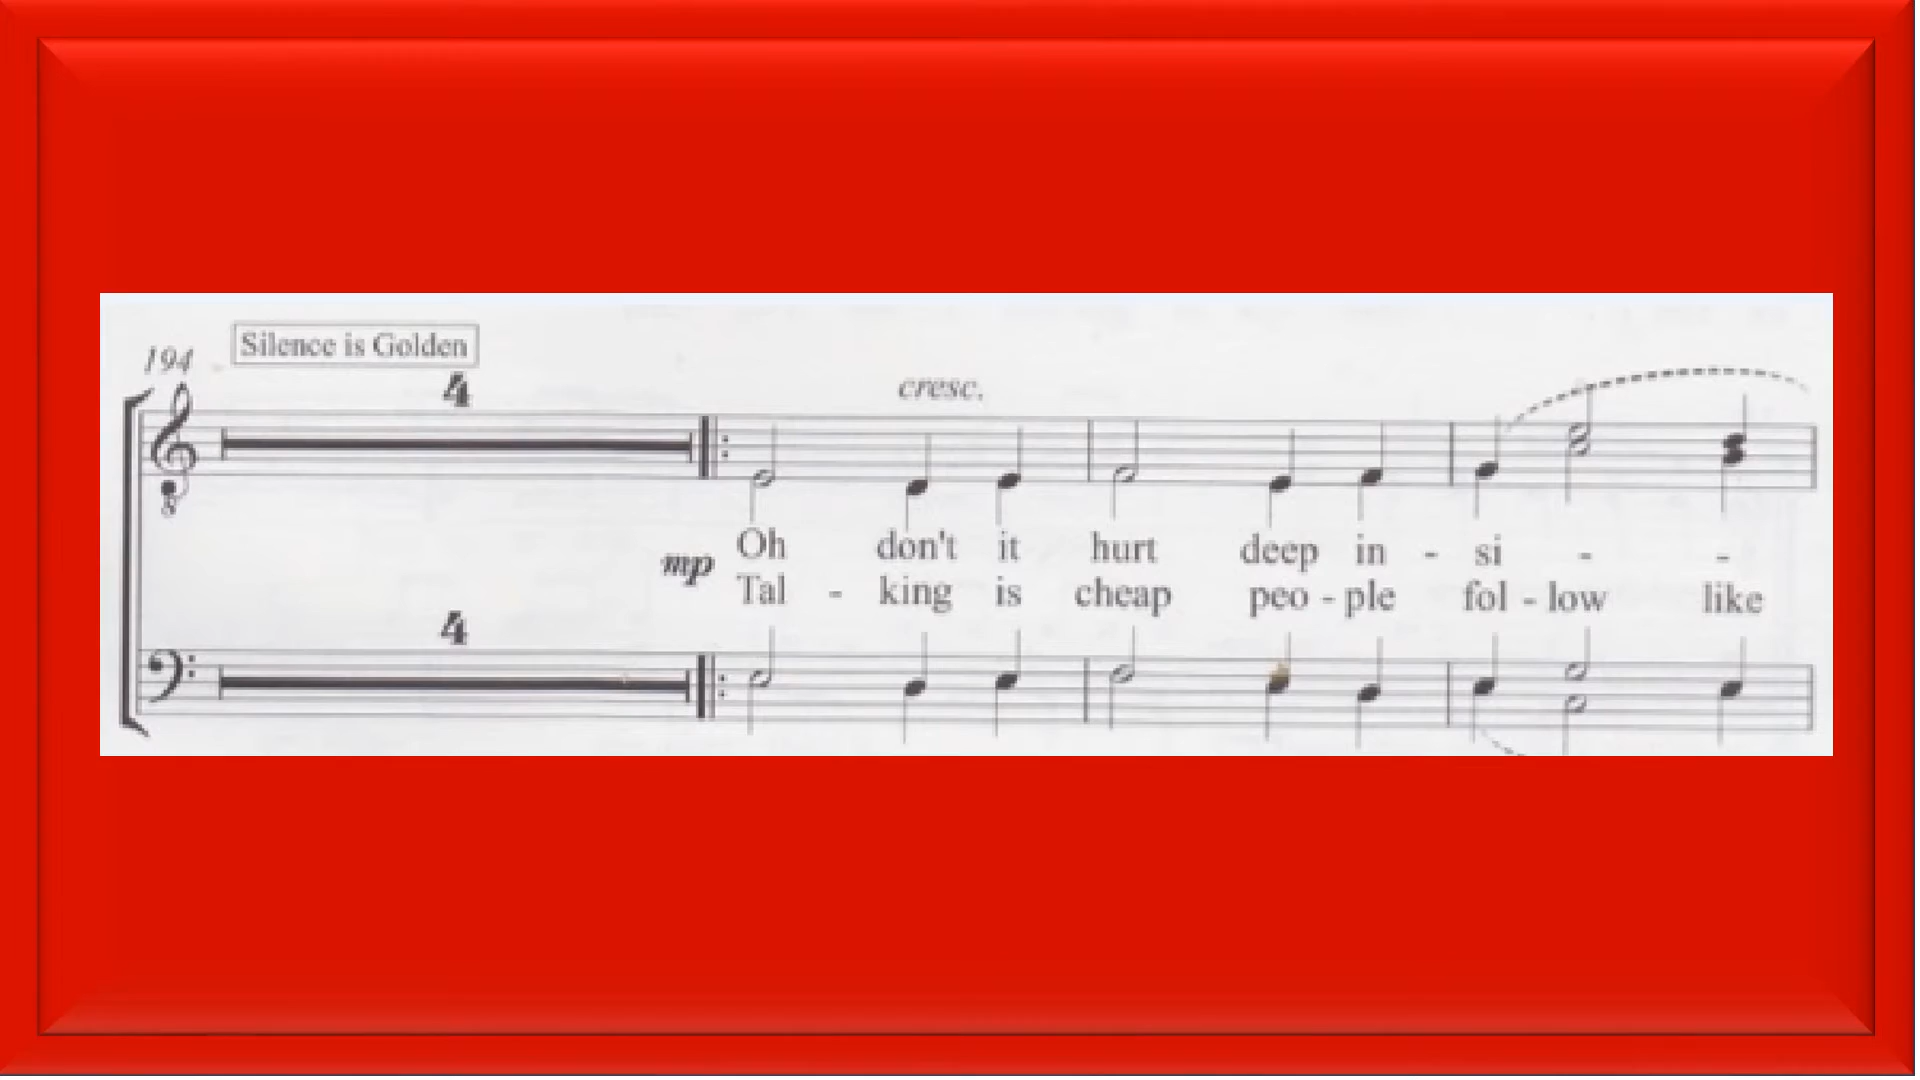 194
Silence is Golden
4
cresc.
8
mp
Oh don't it hurt deep in - si - -
Tal - king is cheap peo - ple fol - low like
4